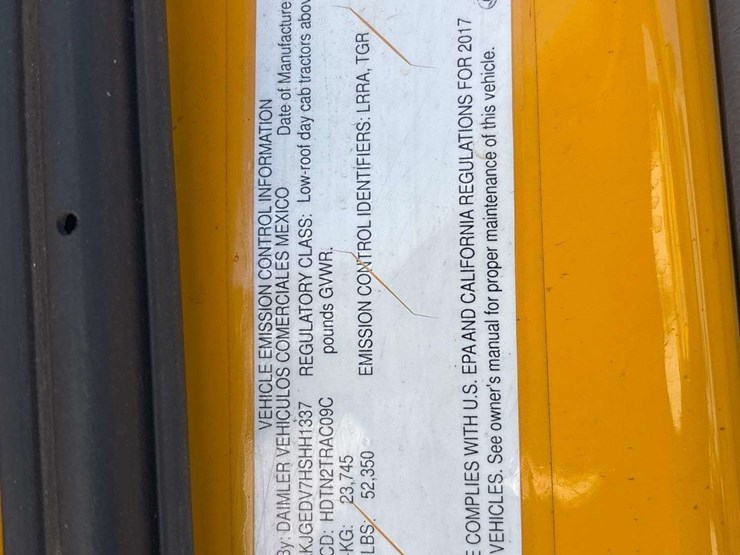 VEHICLE EMISSION CONTROL INFORMATION
By: DAIMLER VEHICULOS COMERCIALES MEXICO Date of Manufacture
KJGEDV7HSHH1337 REGULATORY CLASS: Low-roof day cab tractors above
CD: HDTN2TRAC09C pounds GVWR.
-KG: 23,745
LBS: 52,350 EMISSION CONTROL IDENTIFIERS: LRRA, TGR
E COMPLIES WITH U.S. EPA AND CALIFORNIA REGULATIONS FOR 2017
VEHICLES. See owner's manual for proper maintenance of this vehicle.